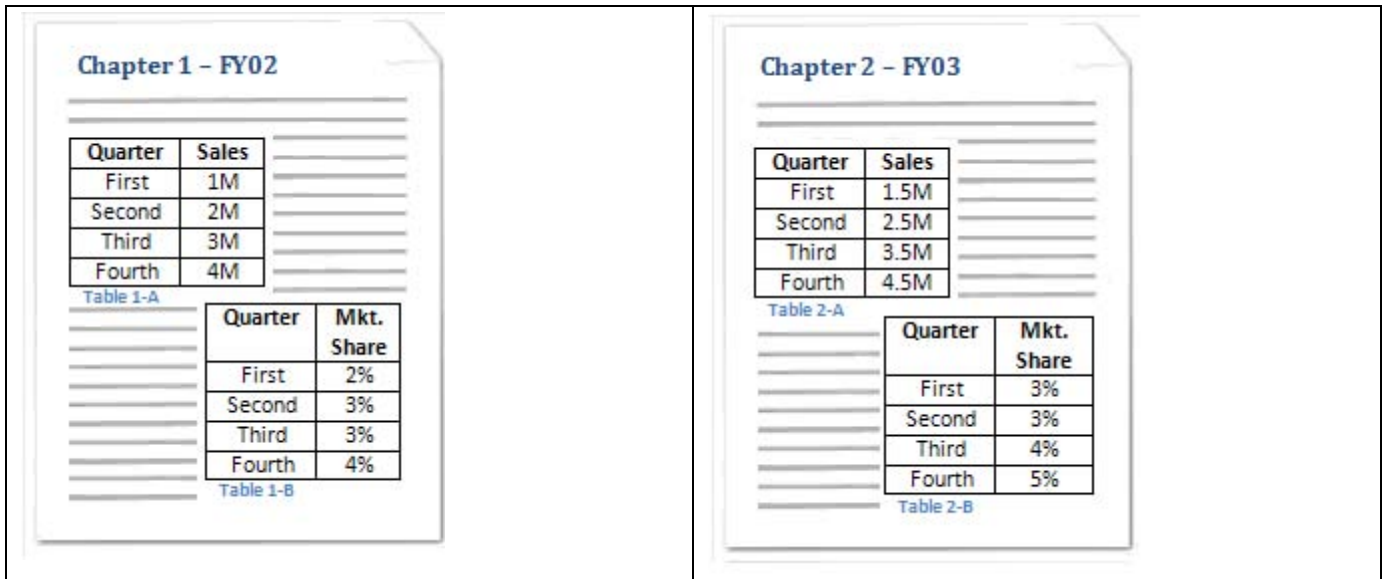 Chapter 1 – FY02
Quarter Sales
First 1M
Second 2M
Third 3M
Fourth 4M
Table 1-A
Quarter Mkt.
Share
First 2%
Second 3%
Third 3%
Fourth 4%
Table 1-B
Chapter 2 – FY03
Quarter Sales
First 1.5M
Second 2.5M
Third 3.5M
Fourth 4.5M
Table 2-A
Quarter Mkt.
Share
First 3%
Second 3%
Third 4%
Fourth 5%
Table 2-B